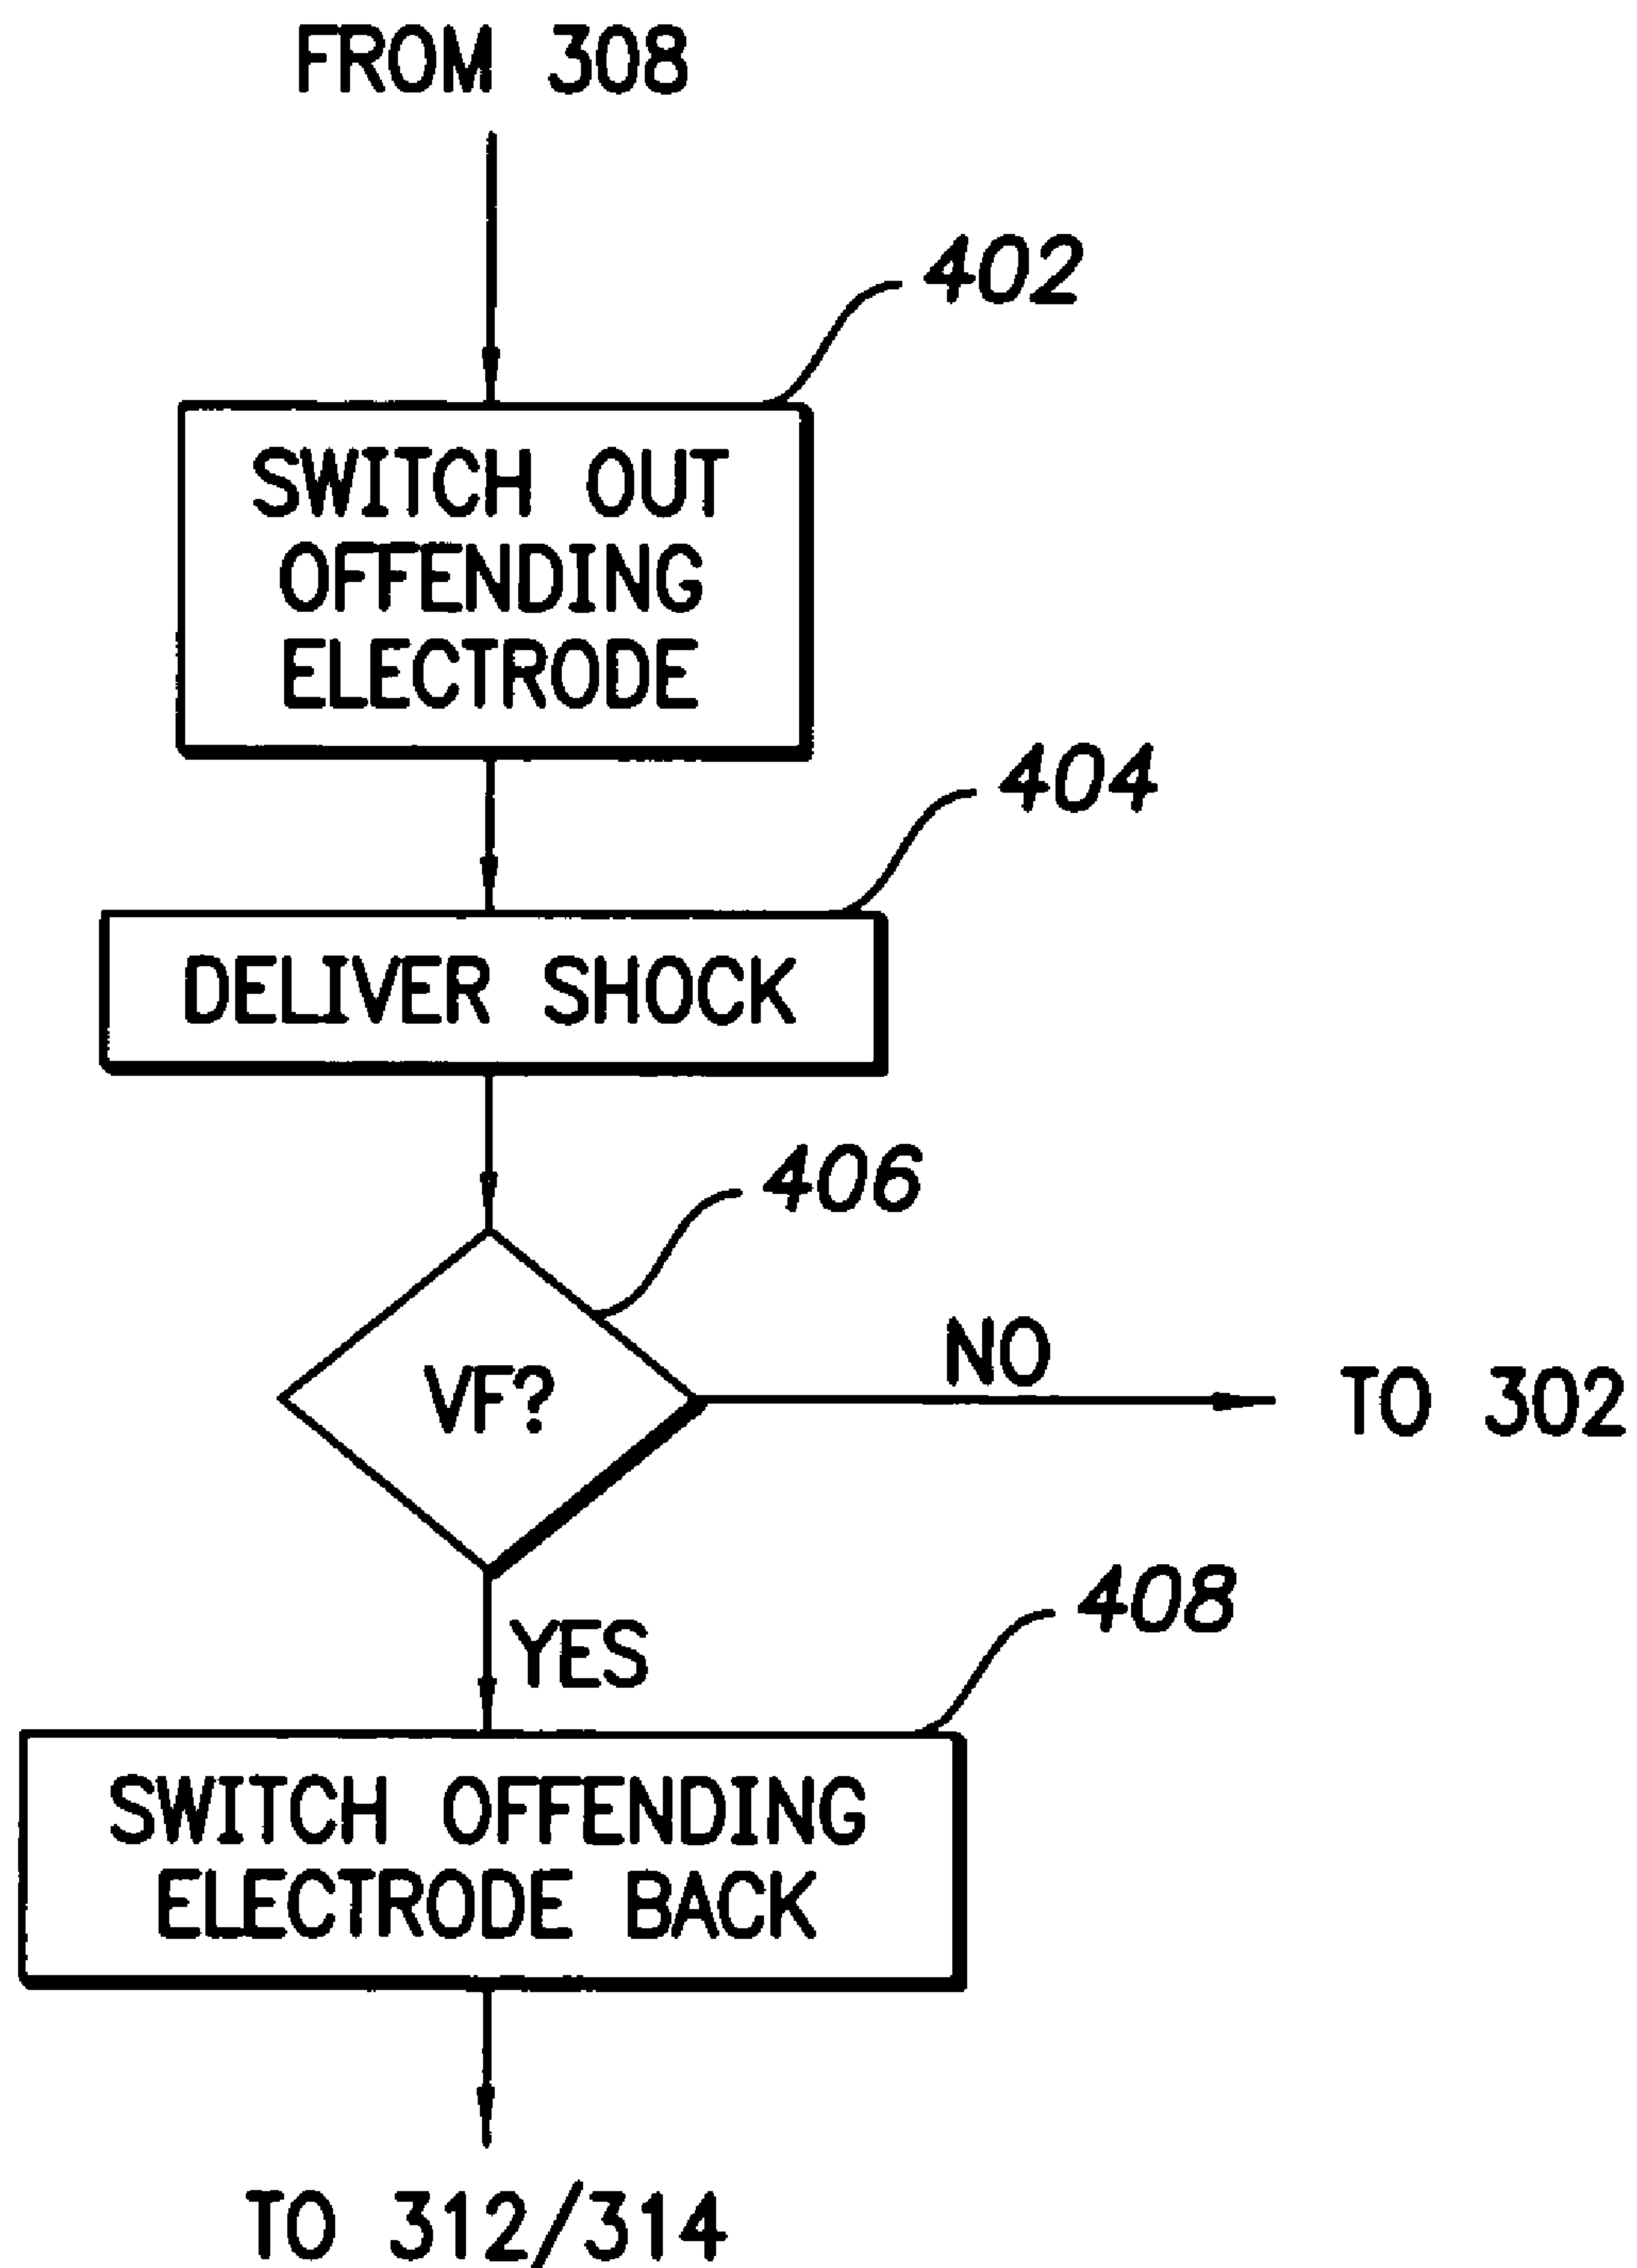 FROM 308
402
SWITCH OUT
OFFENDING
ELECTRODE
404
DELIVER SHOCK
406
VF?
NO
TO 302
YES
408
SWITCH OFFENDING
ELECTRODE BACK
TO 312/314